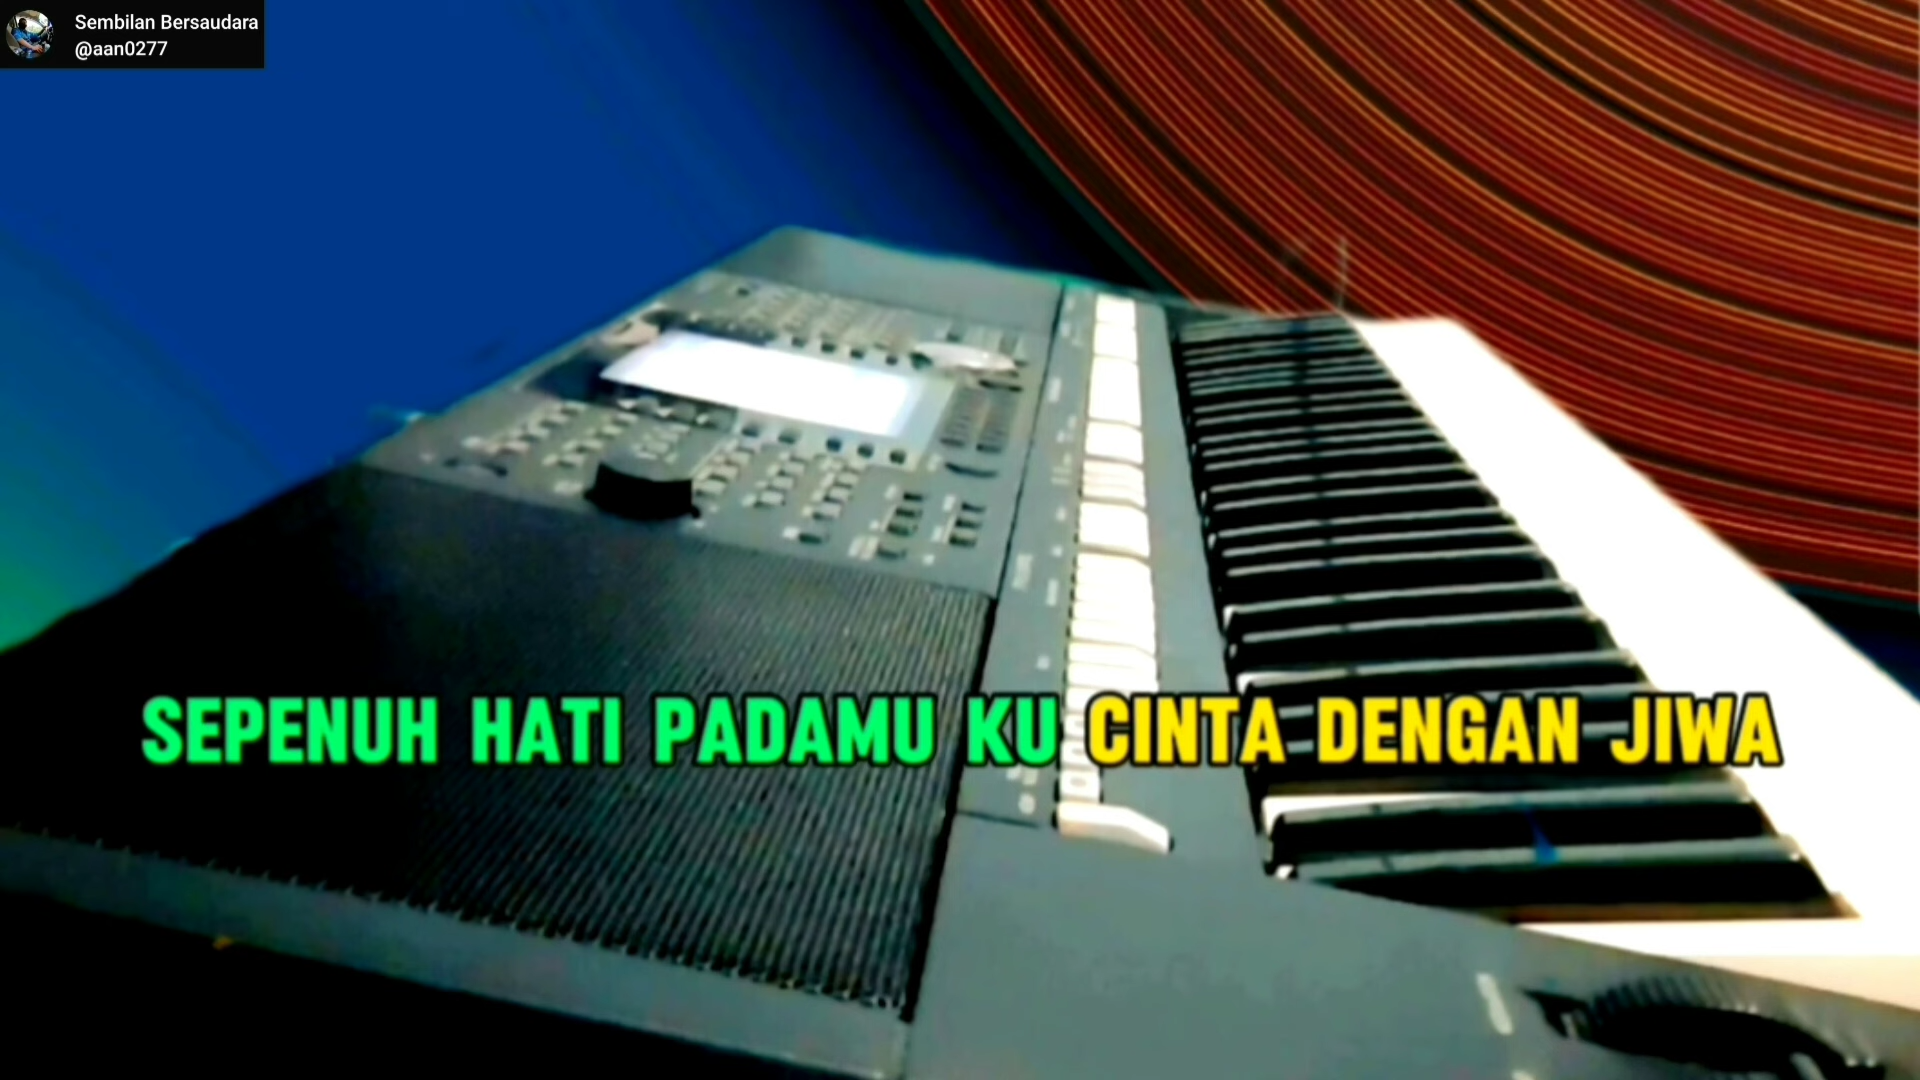 Sembilan Bersaudara
@aan0277
SEPENUH HATI PADAMU KU CINTA DENGAN JIWA